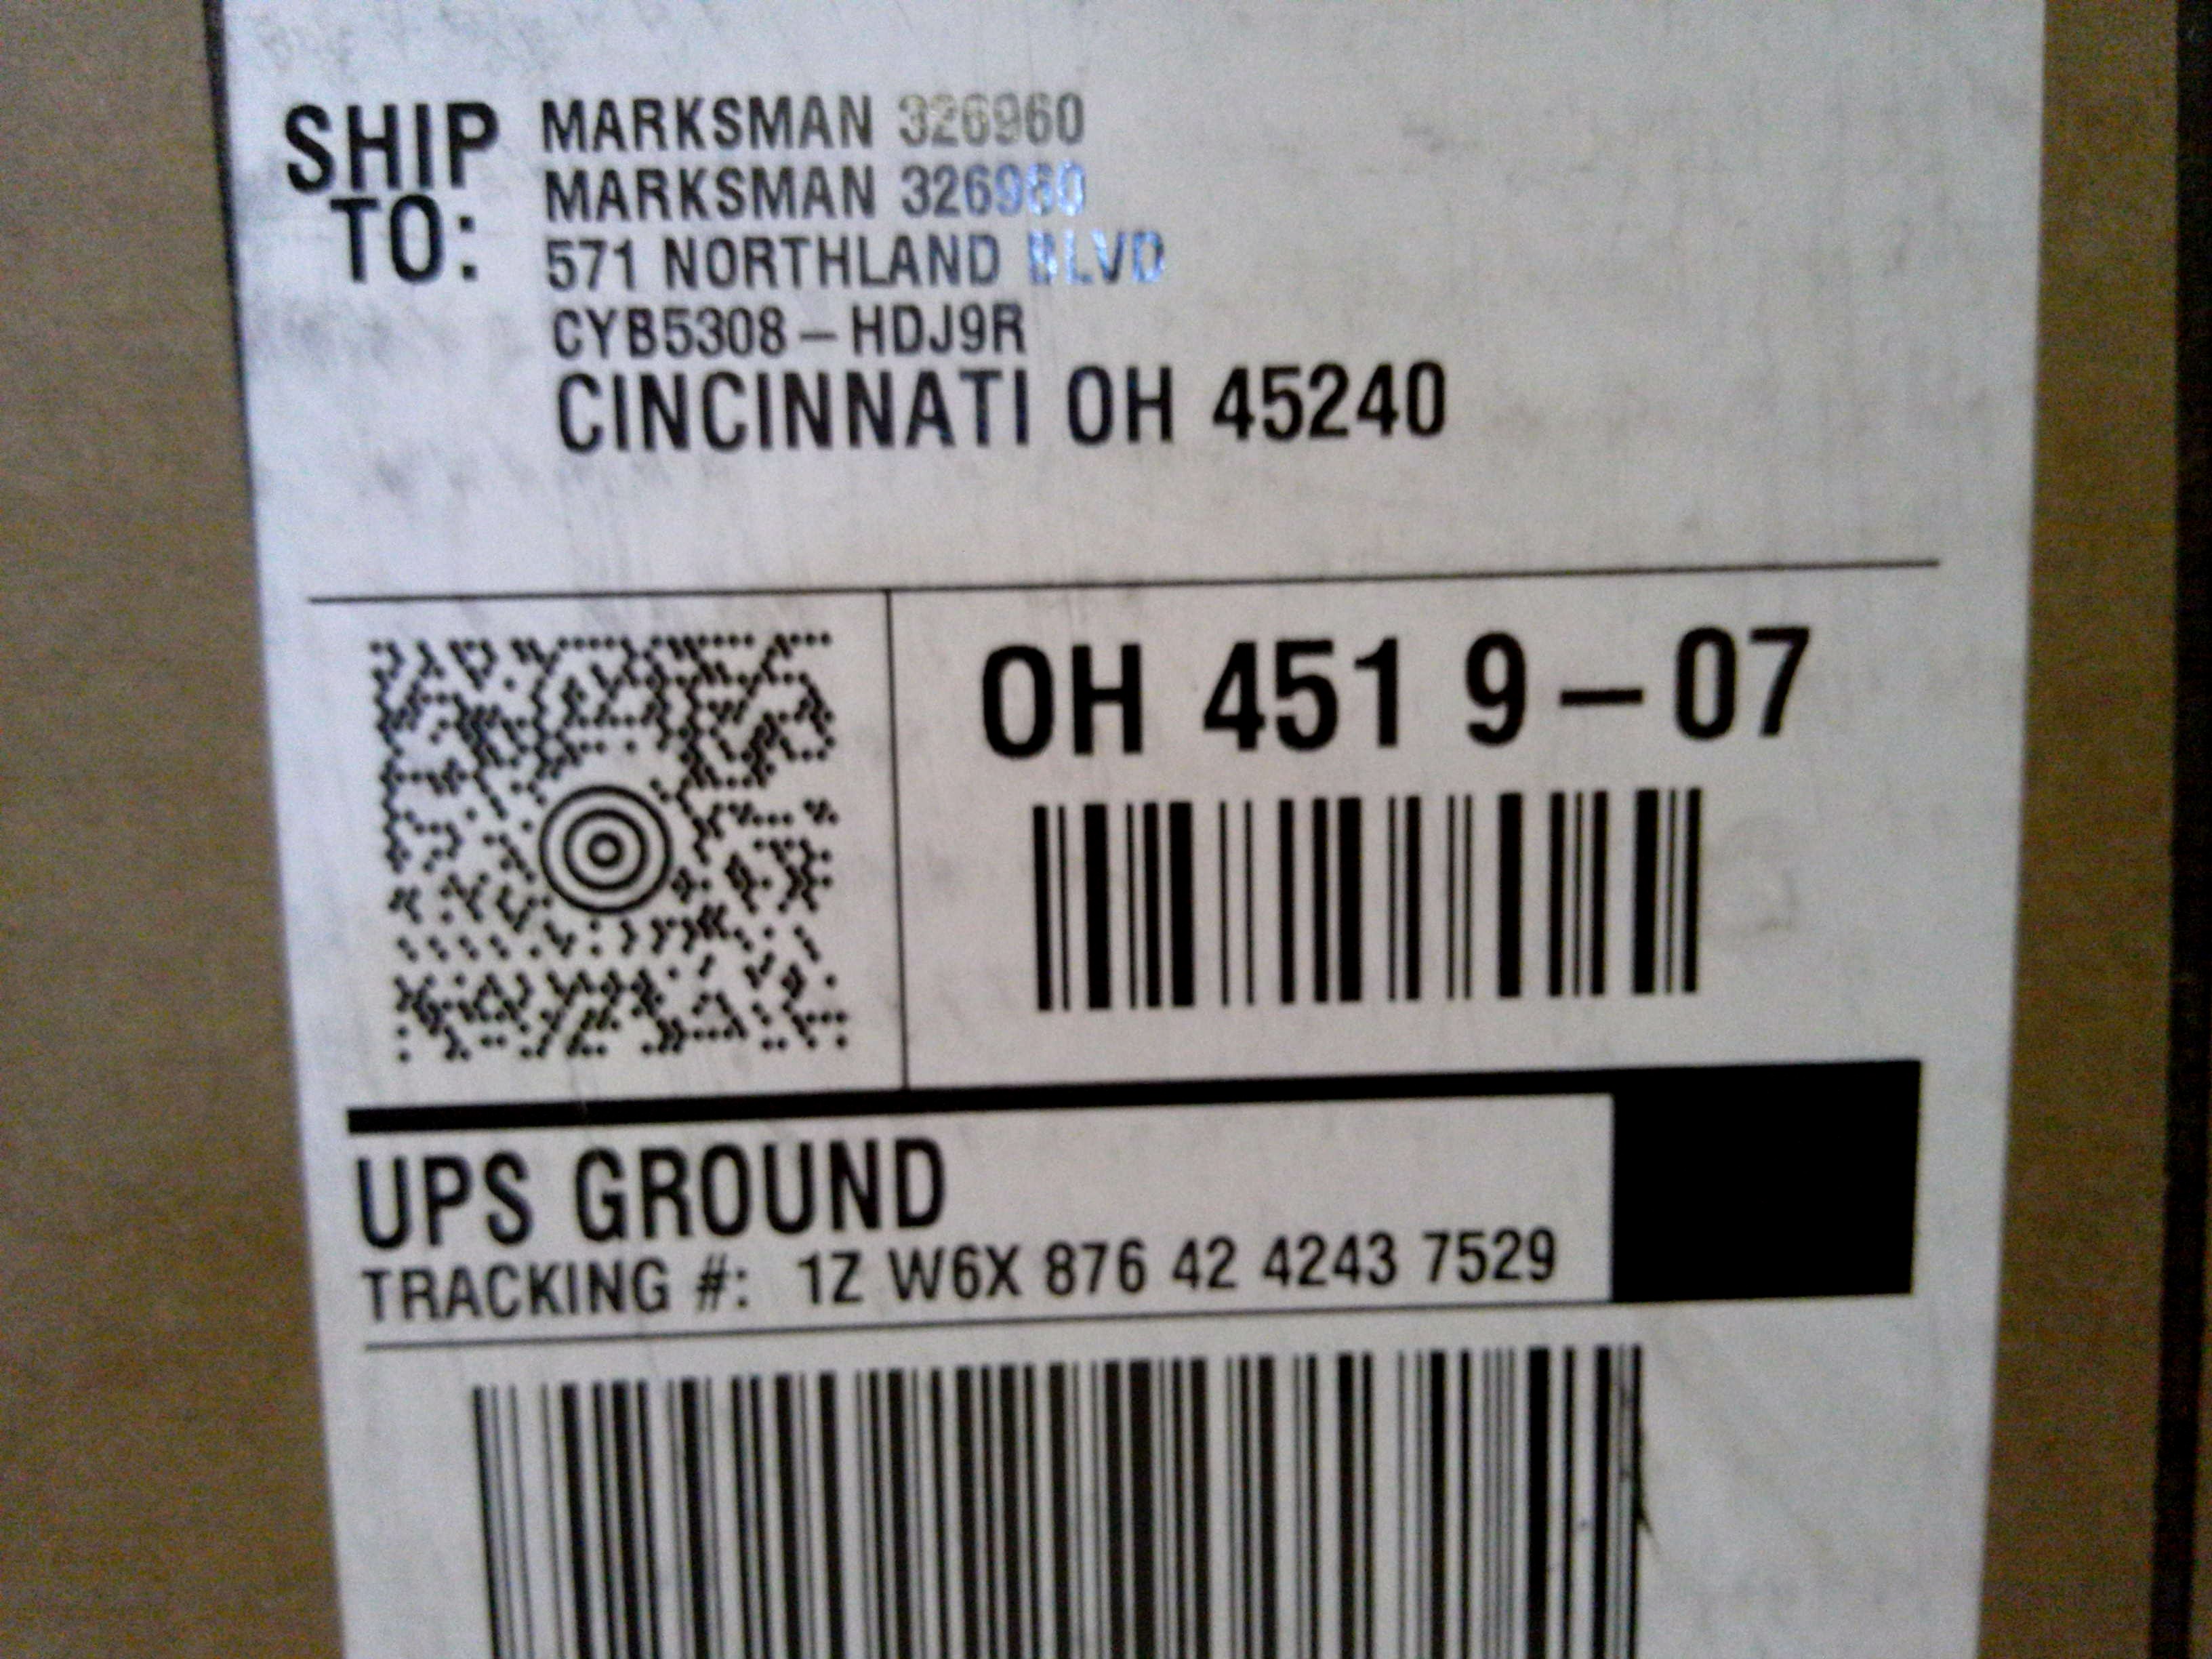 SHIP TO:
MARKSMAN 326960
MARKSMAN 326960
571 NORTHLAND BLVD
CYB5308-HDJ9R
CINCINNATI OH 45240
OH 451 9-07
UPS GROUND
TRACKING #: 1Z W6X 876 42 4243 7529